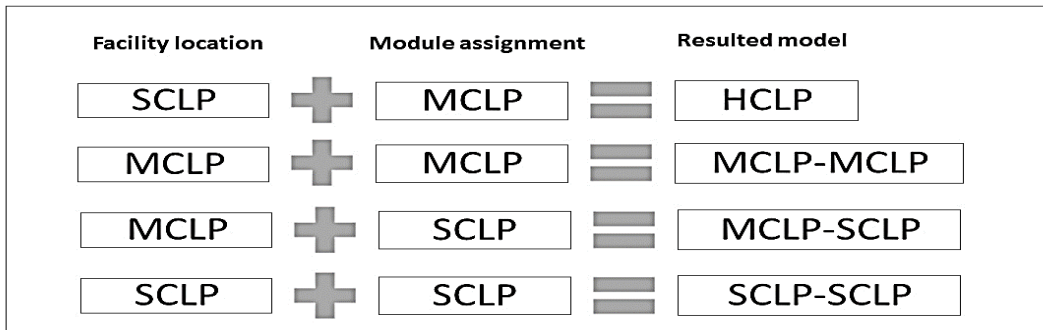 Facility location Module assignment Resulted model
SCLP MCLP HCLP
MCLP MCLP MCLP-MCLP
MCLP SCLP MCLP-SCLP
SCLP SCLP SCLP-SCLP